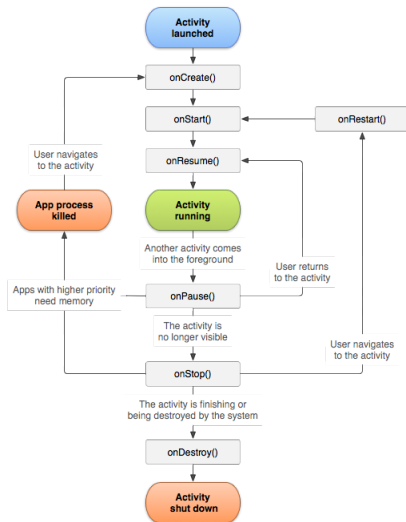 Activity
launched
onCreate()
onStart()
onRestart()
User navigates
to the activity
onResume()
App process
killed
Activity
running
Another activity comes
into the foreground
User returns
to the activity
Apps with higher priority
need memory
onPause()
The activity is
no longer visible
User navigates
to the activity
onStop()
The activity is finishing or
being destroyed by the system
onDestroy()
Activity
shut down